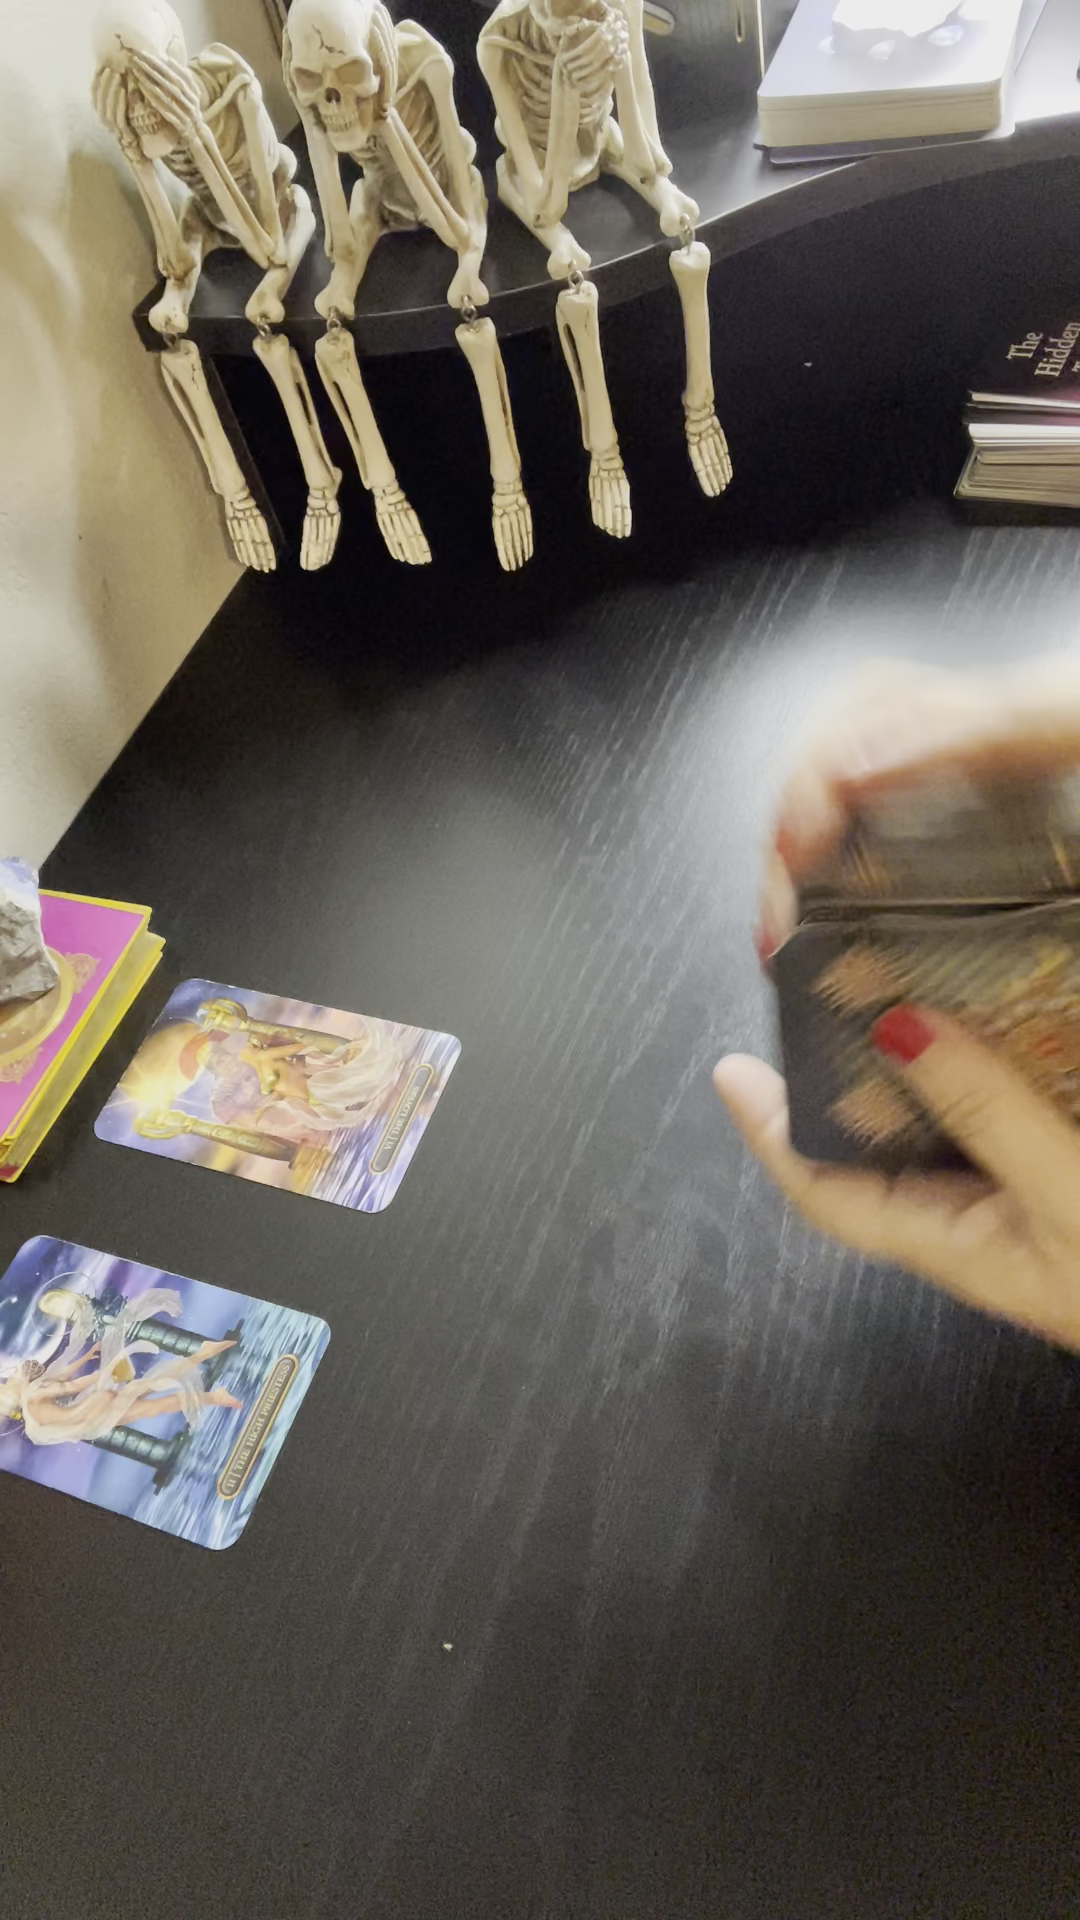 The
Hidden
VI | THE LOVERS
II | THE HIGH PRIESTESS